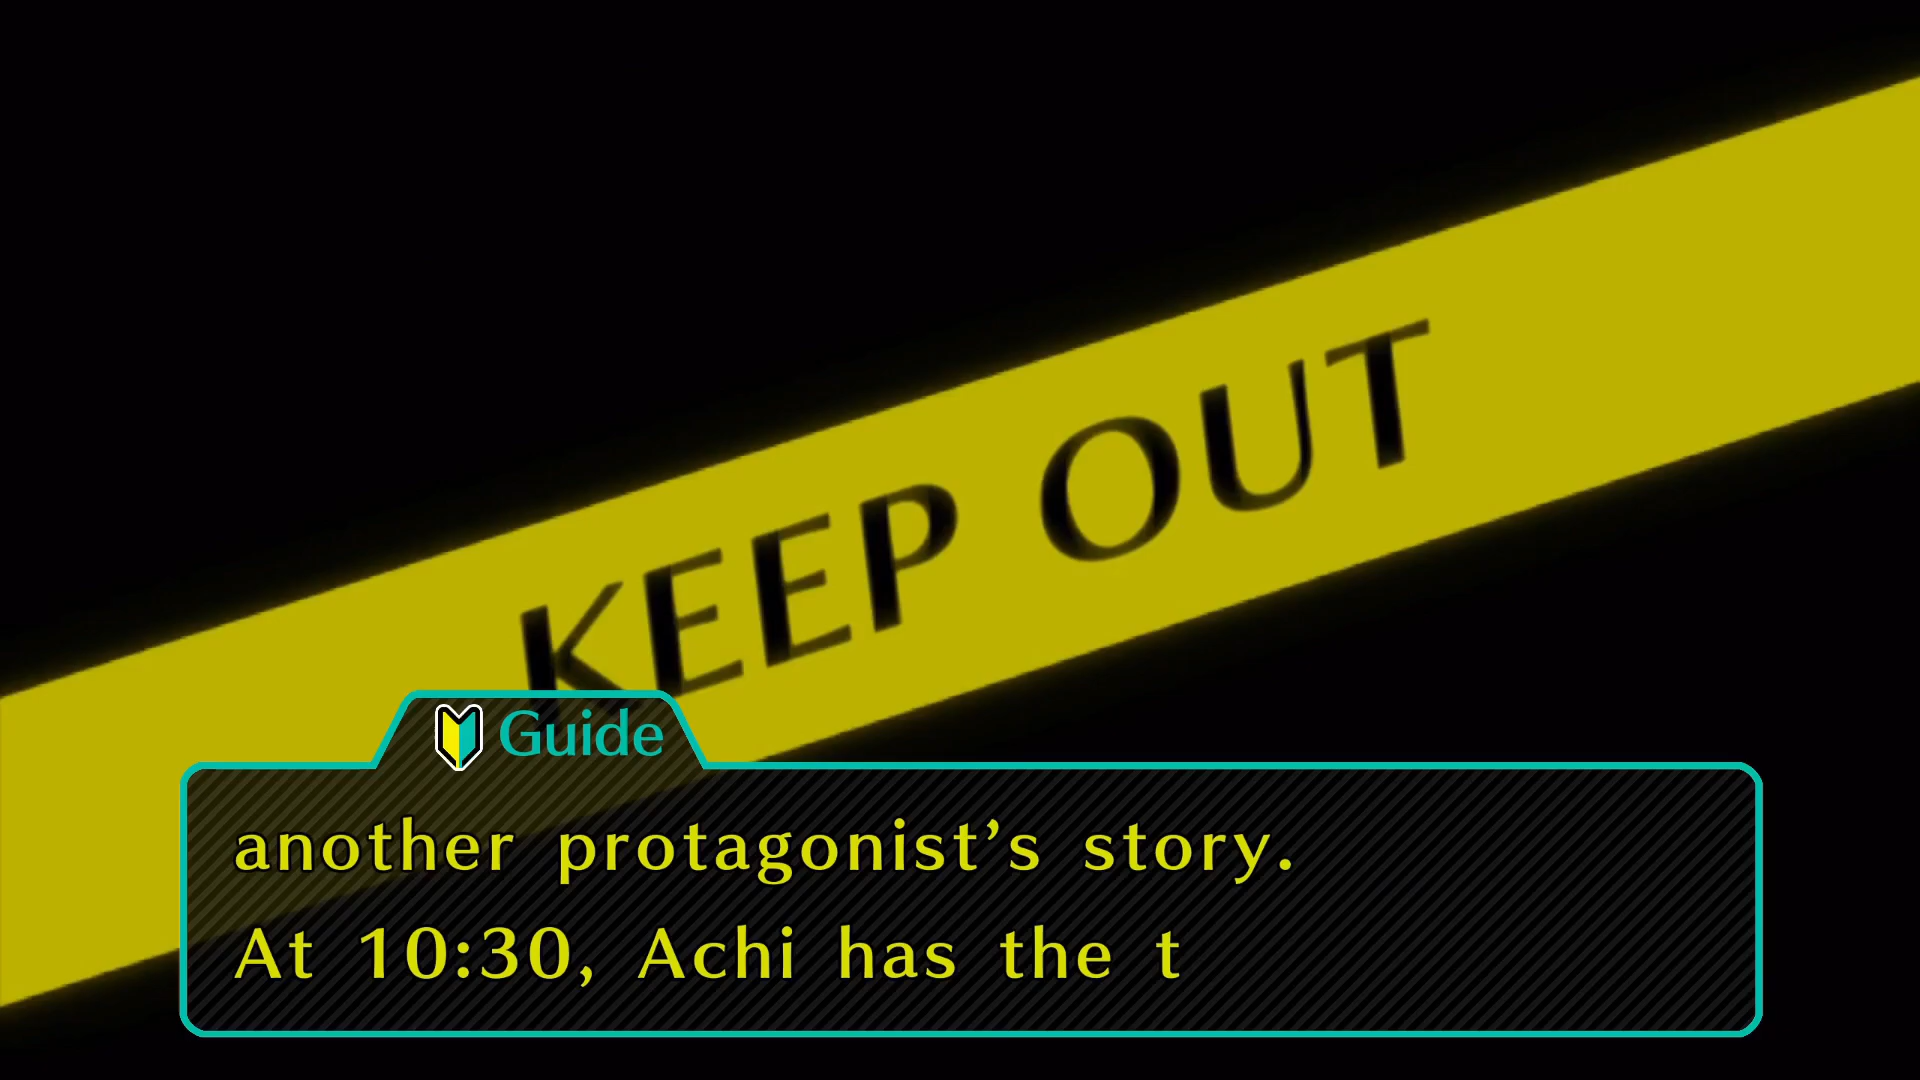 KEEP OUT
Guide
another protagonist’s story.
At 10:30, Achi has the t